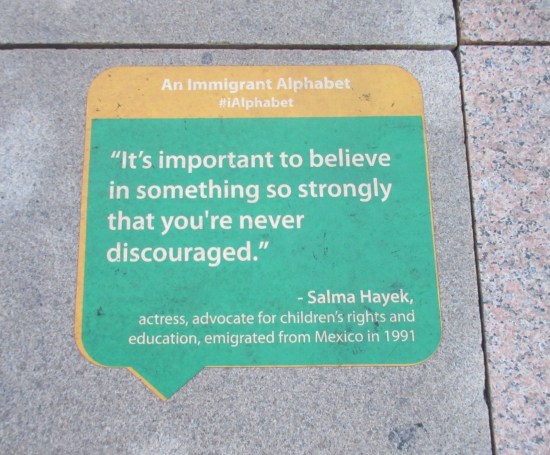 An Immigrant Alphabet
#iAlphabet
“It’s important to believe
in something so strongly
that you're never
discouraged.”
- Salma Hayek,
actress, advocate for children’s rights and
education, emigrated from Mexico in 1991